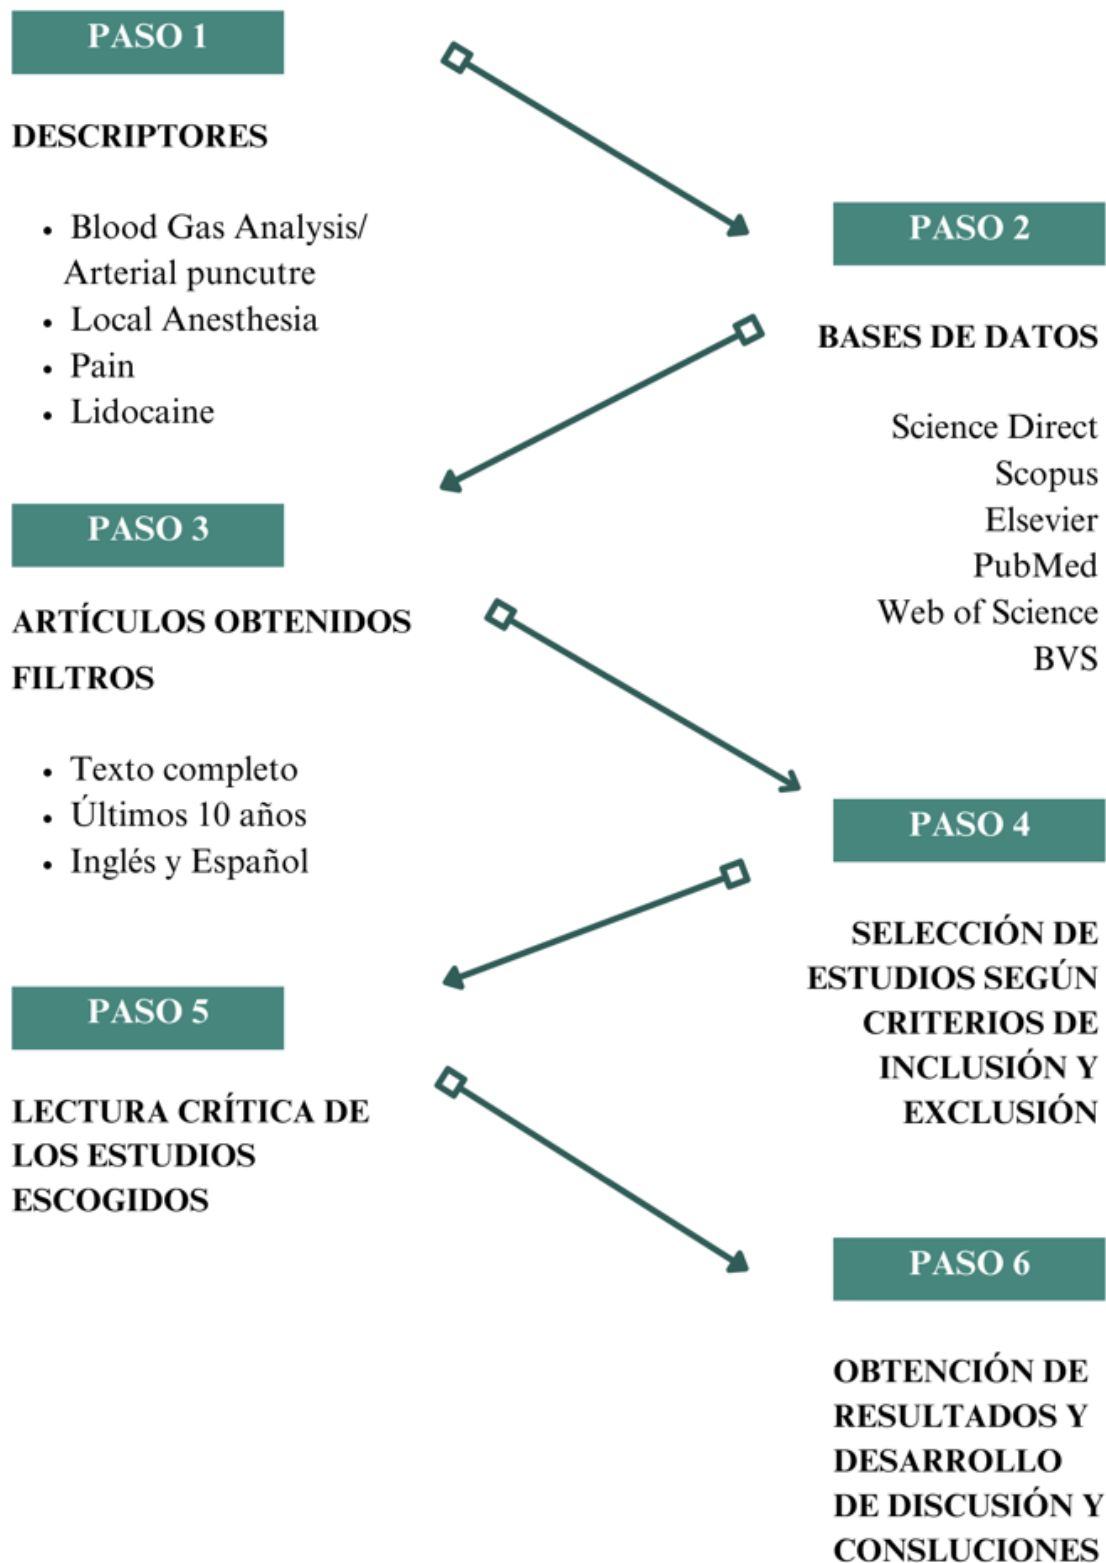 PASO 1
DESCRIPTORES
• Blood Gas Analysis/
Arterial puncutre
• Local Anesthesia
• Pain
• Lidocaine
PASO 2
BASES DE DATOS
Science Direct
Scopus
Elsevier
PubMed
Web of Science
BVS
PASO 3
ARTÍCULOS OBTENIDOS
FILTROS
• Texto completo
• Últimos 10 años
• Inglés y Español
PASO 4
SELECCIÓN DE
ESTUDIOS SEGÚN
CRITERIOS DE
INCLUSIÓN Y
EXCLUSIÓN
PASO 5
LECTURA CRÍTICA DE
LOS ESTUDIOS
ESCOGIDOS
PASO 6
OBTENCIÓN DE
RESULTADOS Y
DESARROLLO
DE DISCUSIÓN Y
CONSLUCIONES